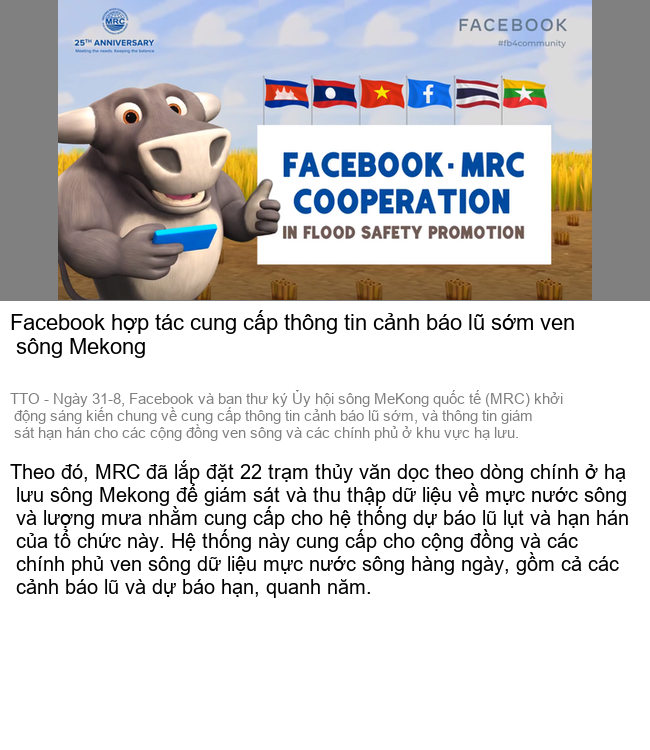 MRC
25TH ANNIVERSARY
Meeting the needs. Keeping the balance.
FACEBOOK
#fb4community
FACEBOOK · MRC
COOPERATION
IN FLOOD SAFETY PROMOTION
Facebook hợp tác cung cấp thông tin cảnh báo lũ sớm ven
sông Mekong
TTO - Ngày 31-8, Facebook và ban thư ký Ủy hội sông MeKong quốc tế (MRC) khởi
động sáng kiến chung về cung cấp thông tin cảnh báo lũ sớm, và thông tin giám
sát hạn hán cho các cộng đồng ven sông và các chính phủ ở khu vực hạ lưu.
Theo đó, MRC đã lắp đặt 22 trạm thủy văn dọc theo dòng chính ở hạ
lưu sông Mekong để giám sát và thu thập dữ liệu về mực nước sông
và lượng mưa nhằm cung cấp cho hệ thống dự báo lũ lụt và hạn hán
của tổ chức này. Hệ thống này cung cấp cho cộng đồng và các
chính phủ ven sông dữ liệu mực nước sông hàng ngày, gồm cả các
cảnh báo lũ và dự báo hạn, quanh năm.